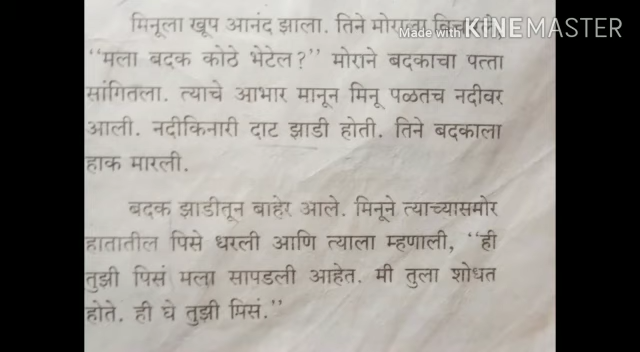 मिनूला खूप आनंद झाला. तिने मोराला विचारले,
Made with KINEMASTER
"मला बदक कोठे भेटेल?" मोराने बदकाचा पत्ता
सांगितला. त्याचे आभार मानून मिनू पळतच नदीवर
आली. नदीकिनारी दाट झाडी होती. तिने बदकाला
हाक मारली.
बदक झाडीतून बाहेर आले. मिनूने त्याच्यासमोर
हातातील पिसे धरली आणि त्याला म्हणाली, "ही
तुझी पिसं मला सापडली आहेत. मी तुला शोधत
होते. ही घे तुझी पिसं."